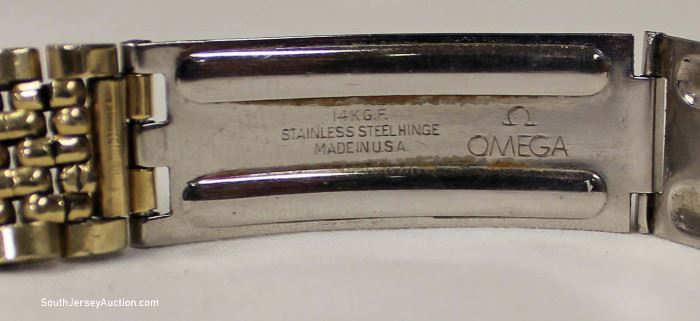 14K G.F.
STAINLESS STEEL HINGE
MADE IN U.S.A.
Ω
OMEGA
SouthJerseyAuction.com